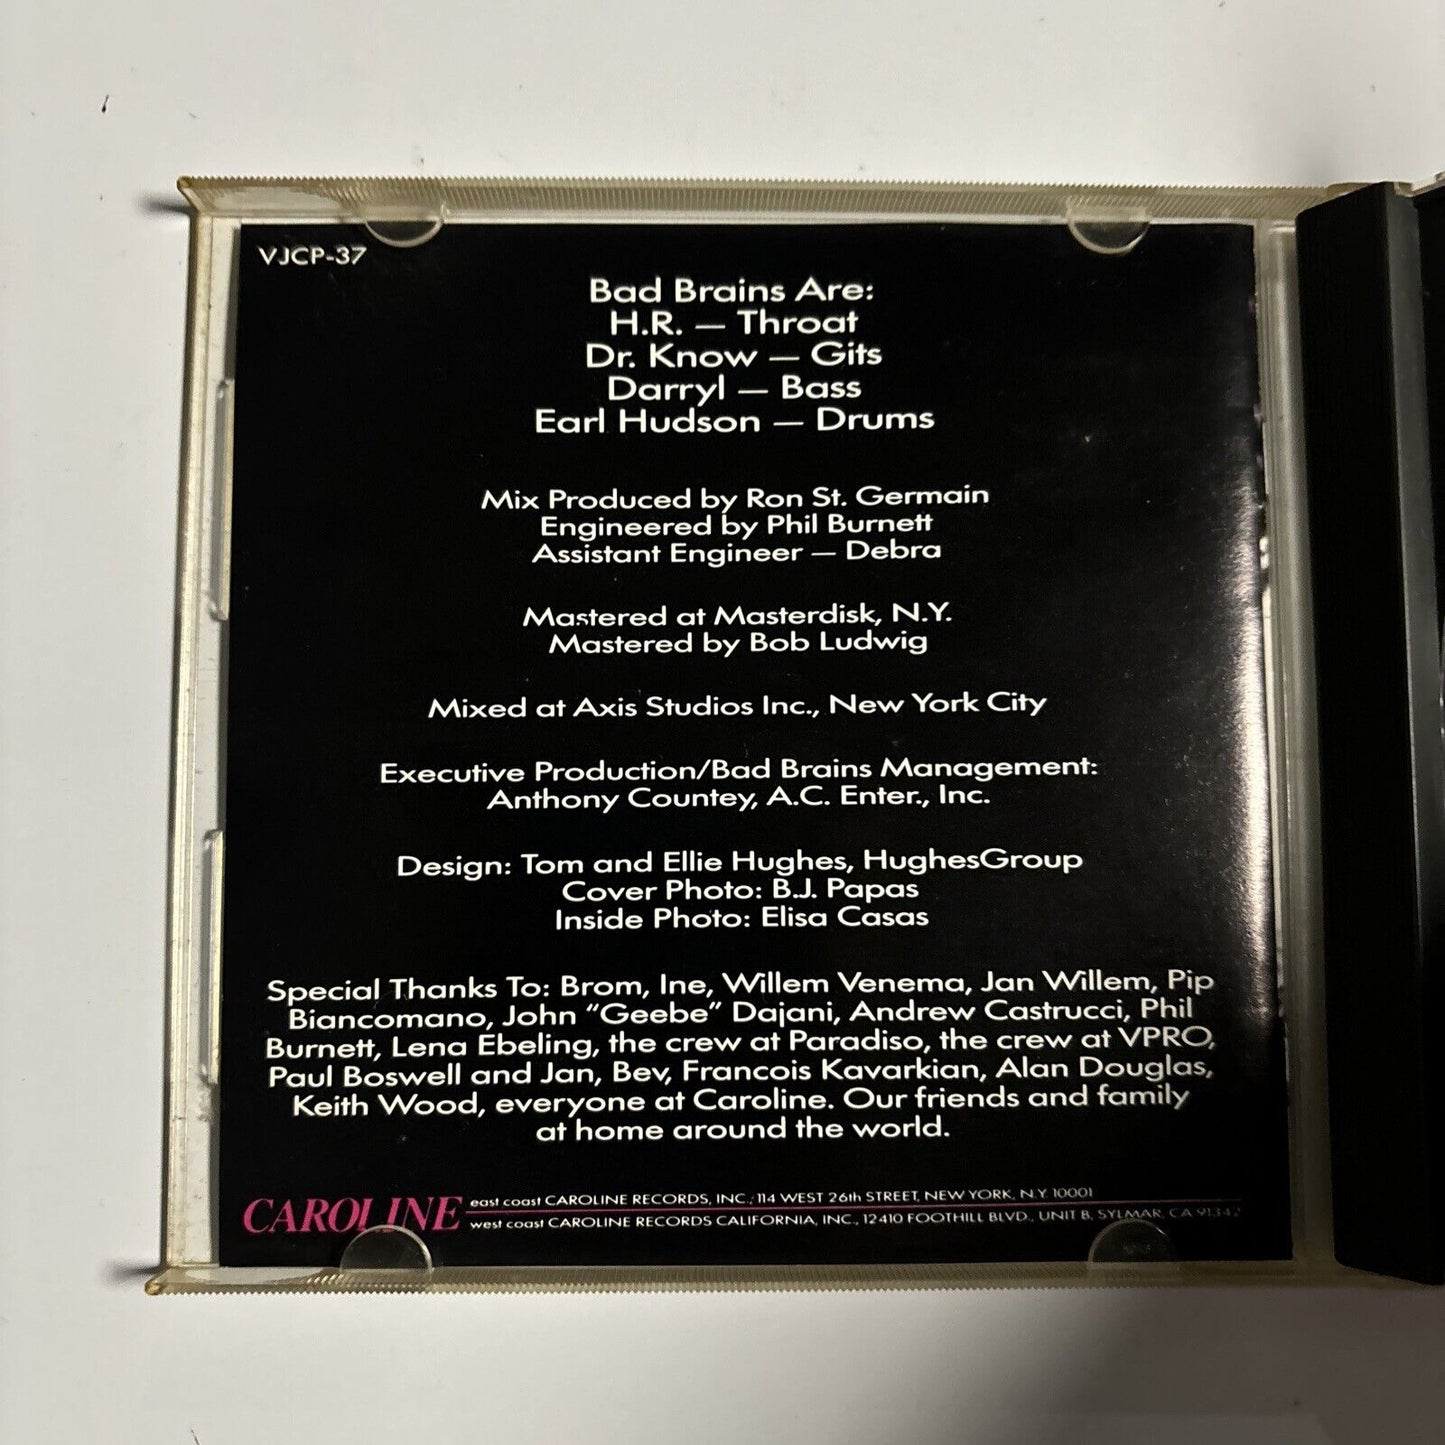 VJCP-37
Bad Brains Are:
H.R. — Throat
Dr. Know — Gits
Darryl — Bass
Earl Hudson — Drums
Mix Produced by Ron St. Germain
Engineered by Phil Burnett
Assistant Engineer — Debra
Mastered at Masterdisk, N.Y.
Mastered by Bob Ludwig
Mixed at Axis Studios Inc., New York City
Executive Production/Bad Brains Management:
Anthony Countey, A.C. Enter., Inc.
Design: Tom and Ellie Hughes, HughesGroup
Cover Photo: B.J. Papas
Inside Photo: Elisa Casas
Special Thanks To: Brom, Ine, Willem Venema, Jan Willem, Pip
Biancomano, John “Geebe” Dajani, Andrew Castrucci, Phil
Burnett, Lena Ebeling, the crew at Paradiso, the crew at VPRO,
Paul Boswell and Jan, Bev, Francois Kavarkian, Alan Douglas,
Keith Wood, everyone at Caroline. Our friends and family
at home around the world.
CAROLINE
east coast CAROLINE RECORDS, INC., 114 WEST 26th STREET, NEW YORK, N.Y. 10001
west coast CAROLINE RECORDS CALIFORNIA, INC., 12410 FOOTHILL BLVD., UNIT B, SYLMAR, CA 91342